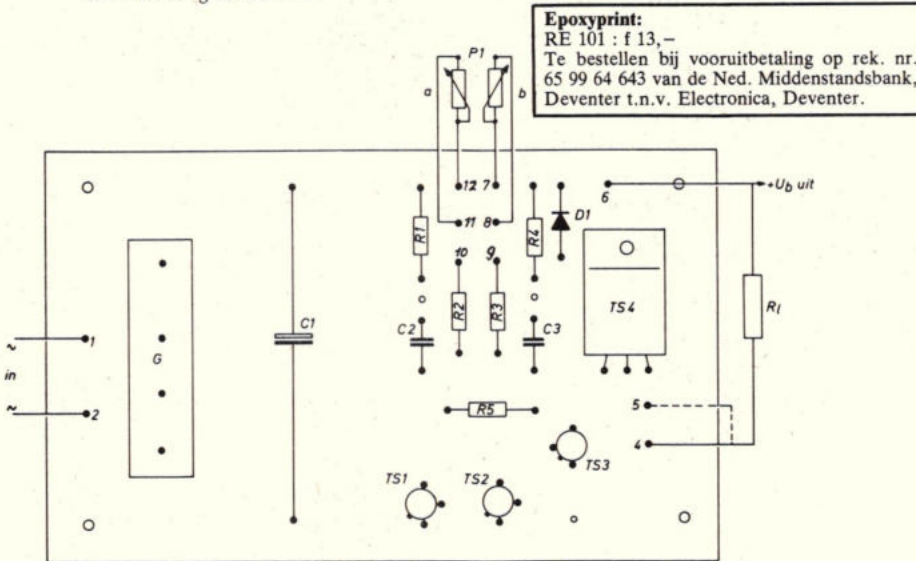 Epoxyprint:
RE 101 : f 13,–
Te bestellen bij vooruitbetaling op rek. nr.
65 99 64 643 van de Ned. Middenstandsbank,
Deventer t.n.v. Electronica, Deventer.
P1
a
b
12 7
11 8
10 9
6
+Ub uit
R1
R4
D1
TS4
Rl
C1
R2
R3
C2
C3
~
1
in
G
~
2
R5
5
4
TS3
TS1
TS2